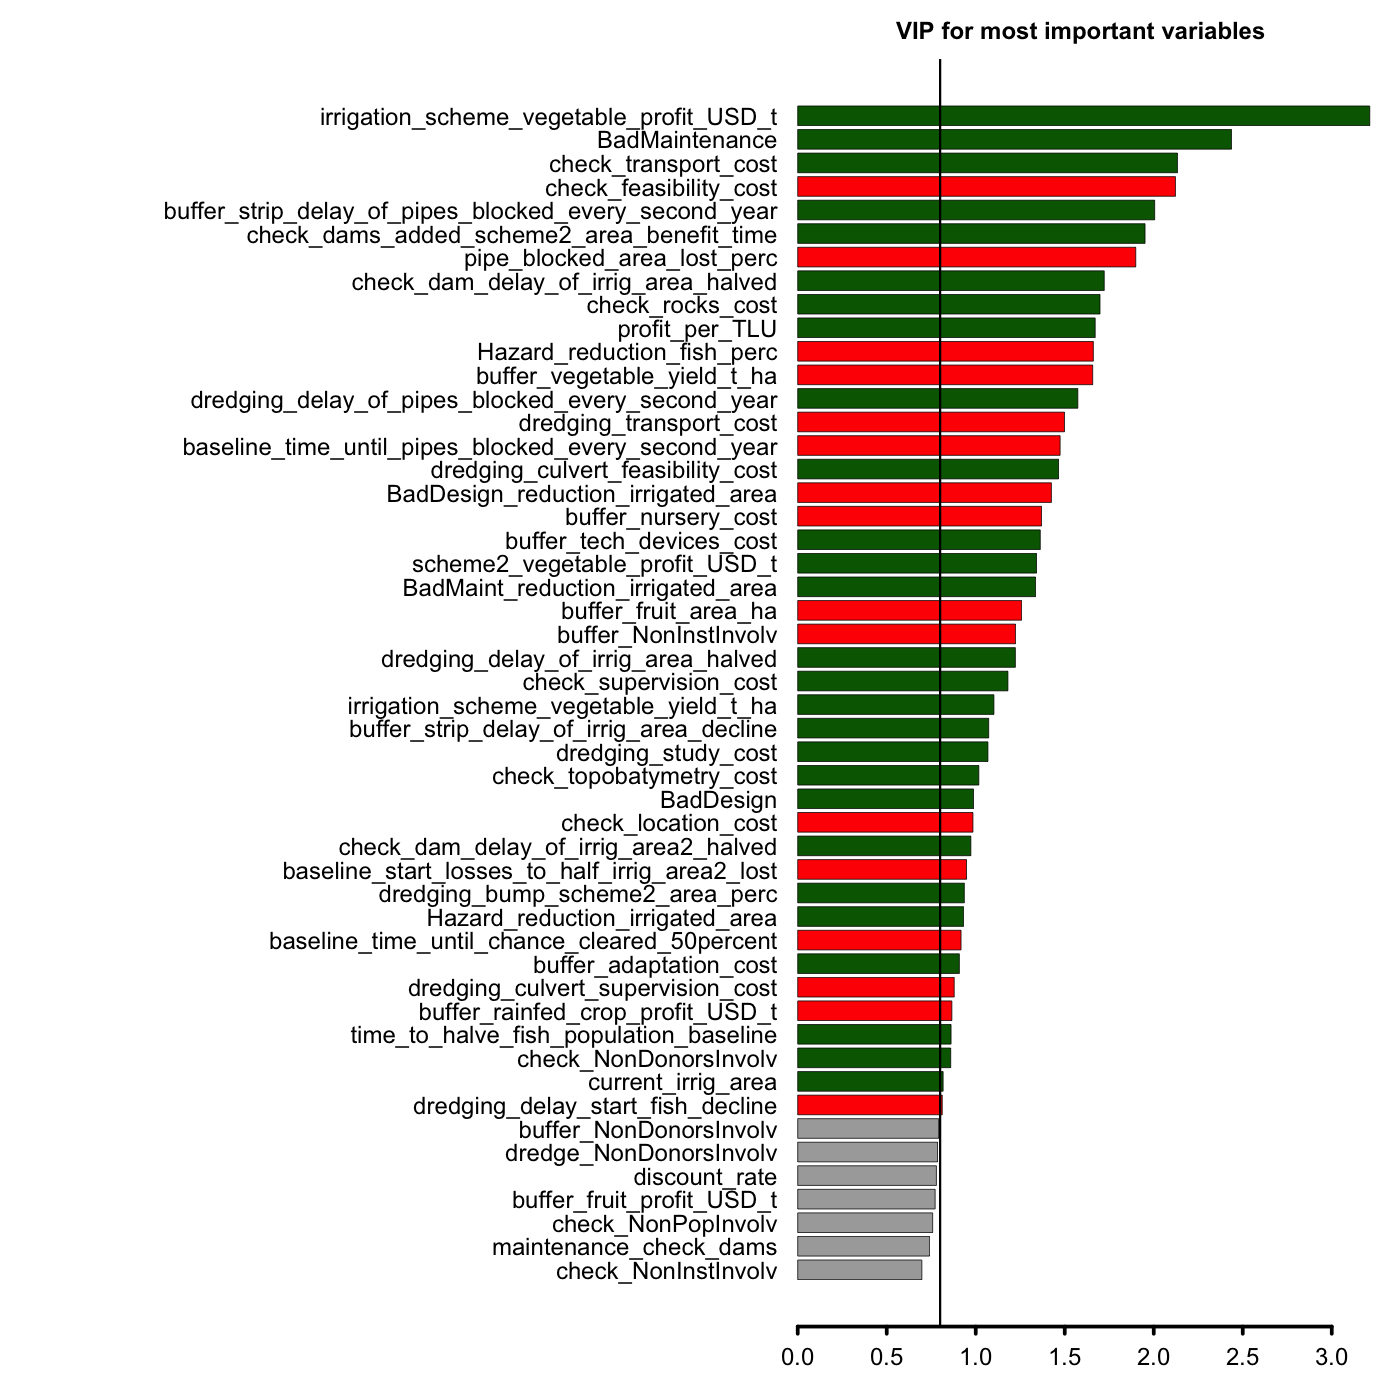 VIP for most important variables
irrigation_scheme_vegetable_profit_USD_t
BadMaintenance
check_transport_cost
check_feasibility_cost
buffer_strip_delay_of_pipes_blocked_every_second_year
check_dams_added_scheme2_area_benefit_time
pipe_blocked_area_lost_perc
check_dam_delay_of_irrig_area_halved
check_rocks_cost
profit_per_TLU
Hazard_reduction_fish_perc
buffer_vegetable_yield_t_ha
dredging_delay_of_pipes_blocked_every_second_year
dredging_transport_cost
baseline_time_until_pipes_blocked_every_second_year
dredging_culvert_feasibility_cost
BadDesign_reduction_irrigated_area
buffer_nursery_cost
buffer_tech_devices_cost
scheme2_vegetable_profit_USD_t
BadMaint_reduction_irrigated_area
buffer_fruit_area_ha
buffer_NonInstInvolv
dredging_delay_of_irrig_area_halved
check_supervision_cost
irrigation_scheme_vegetable_yield_t_ha
buffer_strip_delay_of_irrig_area_decline
dredging_study_cost
check_topobatymetry_cost
BadDesign
check_location_cost
check_dam_delay_of_irrig_area2_halved
baseline_start_losses_to_half_irrig_area2_lost
dredging_bump_scheme2_area_perc
Hazard_reduction_irrigated_area
baseline_time_until_chance_cleared_50percent
buffer_adaptation_cost
dredging_culvert_supervision_cost
buffer_rainfed_crop_profit_USD_t
time_to_halve_fish_population_baseline
check_NonDonorsInvolv
current_irrig_area
dredging_delay_start_fish_decline
buffer_NonDonorsInvolv
dredge_NonDonorsInvolv
discount_rate
buffer_fruit_profit_USD_t
check_NonPopInvolv
maintenance_check_dams
check_NonInstInvolv
0.0 0.5 1.0 1.5 2.0 2.5 3.0